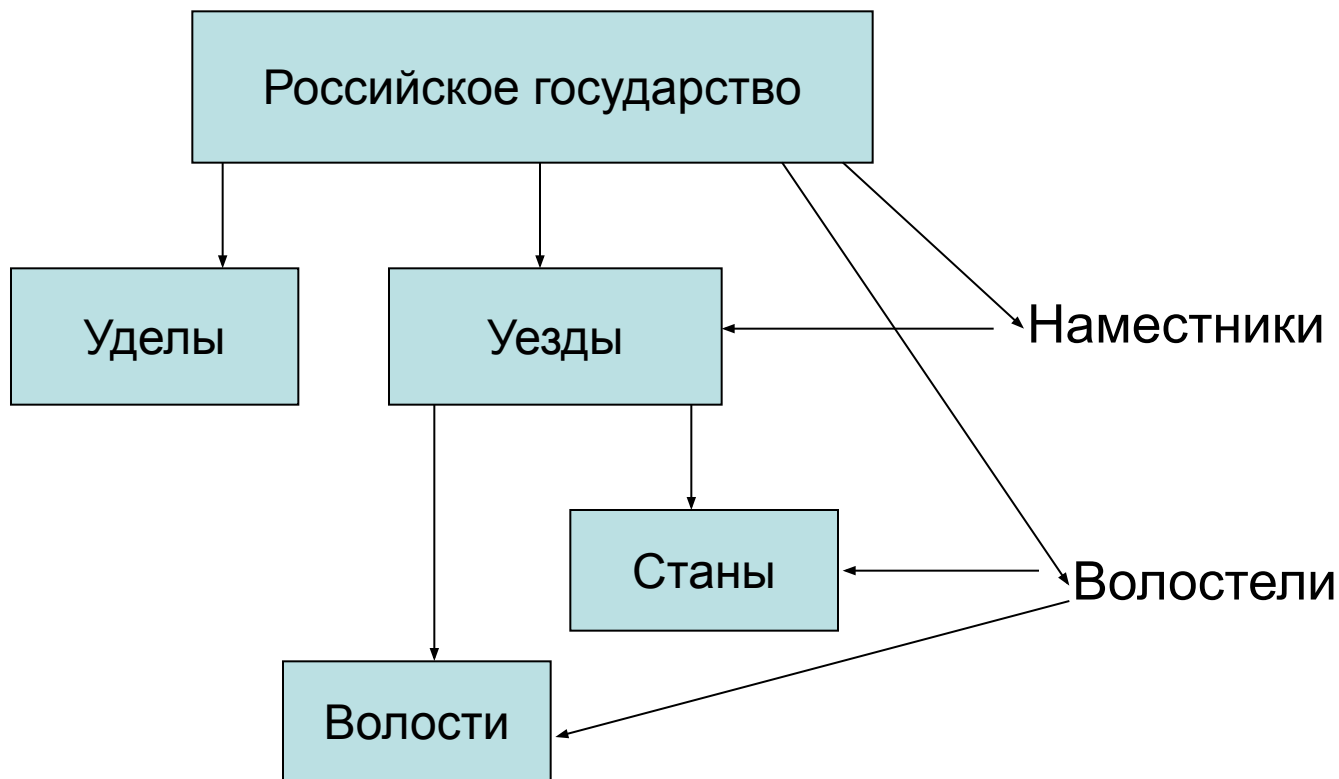 Российское государство
Уделы
Уезды
Наместники
Станы
Волостели
Волости